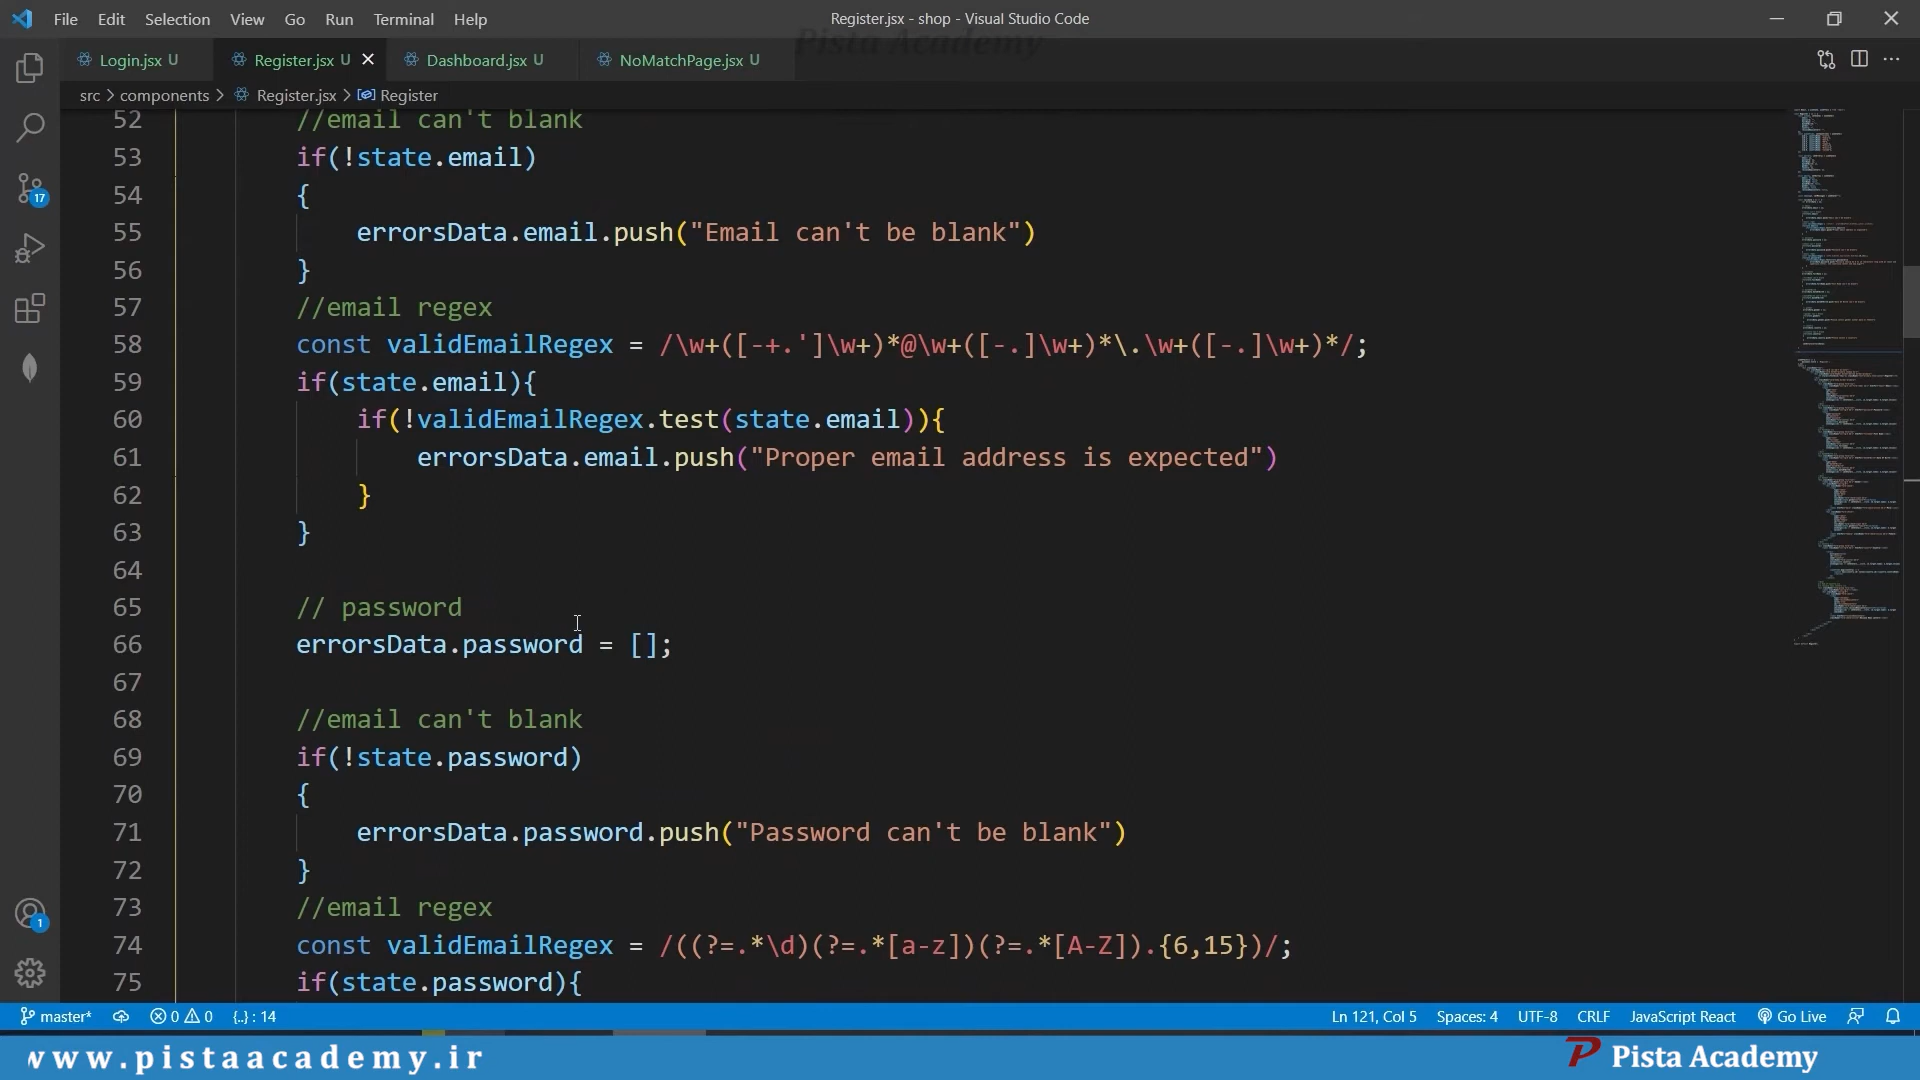 File Edit Selection View Go Run Terminal Help
Register.jsx - shop - Visual Studio Code
Pista Academy
Login.jsx U
Register.jsx U
Dashboard.jsx U
NoMatchPage.jsx U
src > components > Register.jsx > Register
52 //email can't blank
53 if(!state.email)
54 {
55 errorsData.email.push("Email can't be blank")
56 }
57 //email regex
58 const validEmailRegex = /\w+([-+.']\w+)*@\w+([-.]\w+)*\.\w+([-.]\w+)*/;
59 if(state.email){
60 if(!validEmailRegex.test(state.email)){
61 errorsData.email.push("Proper email address is expected")
62 }
63 }
64
65 // password
66 errorsData.password = [];
67
68 //email can't blank
69 if(!state.password)
70 {
71 errorsData.password.push("Password can't be blank")
72 }
73 //email regex
74 const validEmailRegex = /((?=.*\d)(?=.*[a-z])(?=.*[A-Z]).{6,15})/;
75 if(state.password){
17
1
master* 0 0 {..} : 14
Ln 121, Col 5 Spaces: 4 UTF-8 CRLF JavaScript React Go Live
www.pistaacademy.ir
Pista Academy